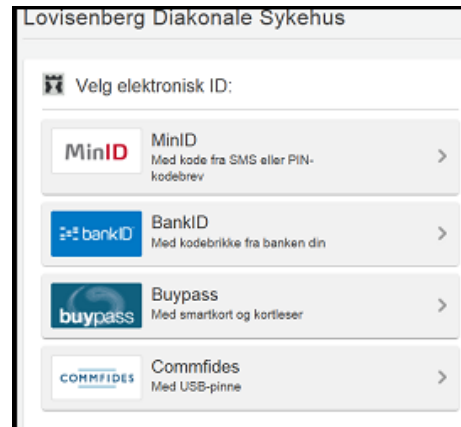 Lovisenberg Diakonale Sykehus
Velg elektronisk ID:
MinID
MinID
Med kode fra SMS eller PIN-
kodebrev
bankID
BankID
Med kodebrikke fra banken din
buypass
Buypass
Med smartkort og kortleser
COMMFIDES
Commfides
Med USB-pinne